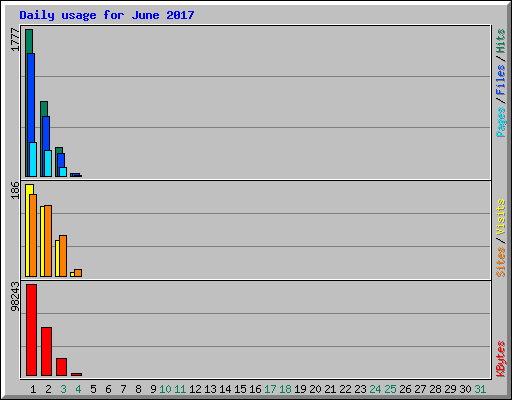 Daily usage for June 2017
1777
Pages / Files / Hits
186
Sites / Visits
98243
KBytes
1 2 3 4 5 6 7 8 9 10 11 12 13 14 15 16 17 18 19 20 21 22 23 24 25 26 27 28 29 30 31